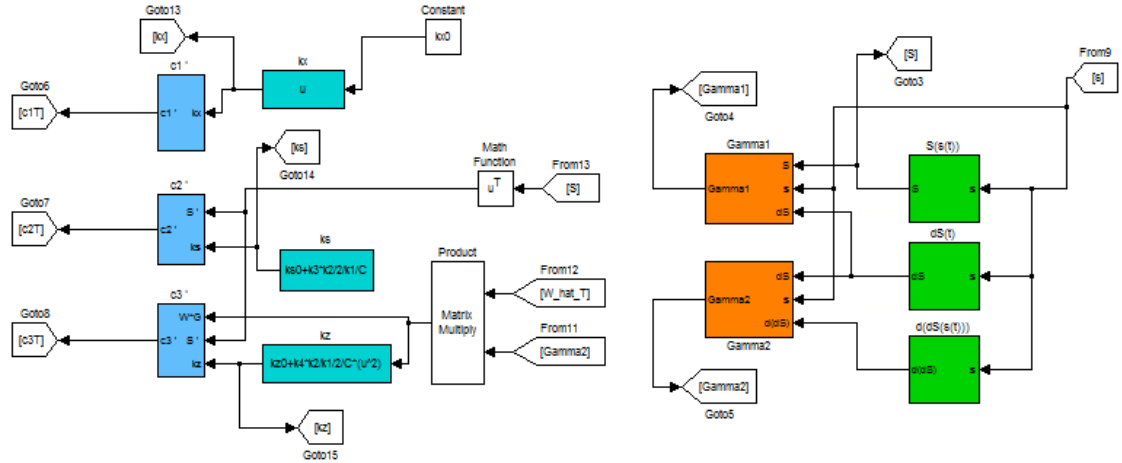 Goto13
[kx]
Constant
kx0
kx
u
c1 '
c1 '
kx
Goto6
[c1T]
[ks]
Goto14
Math
Function
u^T
From13
[S]
c2 '
S '
c2 '
ks
Goto7
[c2T]
ks
ks0+k3*k2/2/k1/C
Product
Matrix
Multiply
From12
[W_hat_T]
From11
[Gamma2]
c3 '
W*G
c3 '
S '
kz
Goto8
[c3T]
kz
kz0+k4*k2/k1/2/C*(u^2)
[kz]
Goto15
[S]
Goto3
From9
[s]
[Gamma1]
Goto4
Gamma1
S
Gamma1
s
dS
S(s(t))
S
s
dS(t)
dS
s
dS
Gamma2
s
d(dS)
Gamma2
d(dS(s(t)))
d(dS)
s
[Gamma2]
Goto5